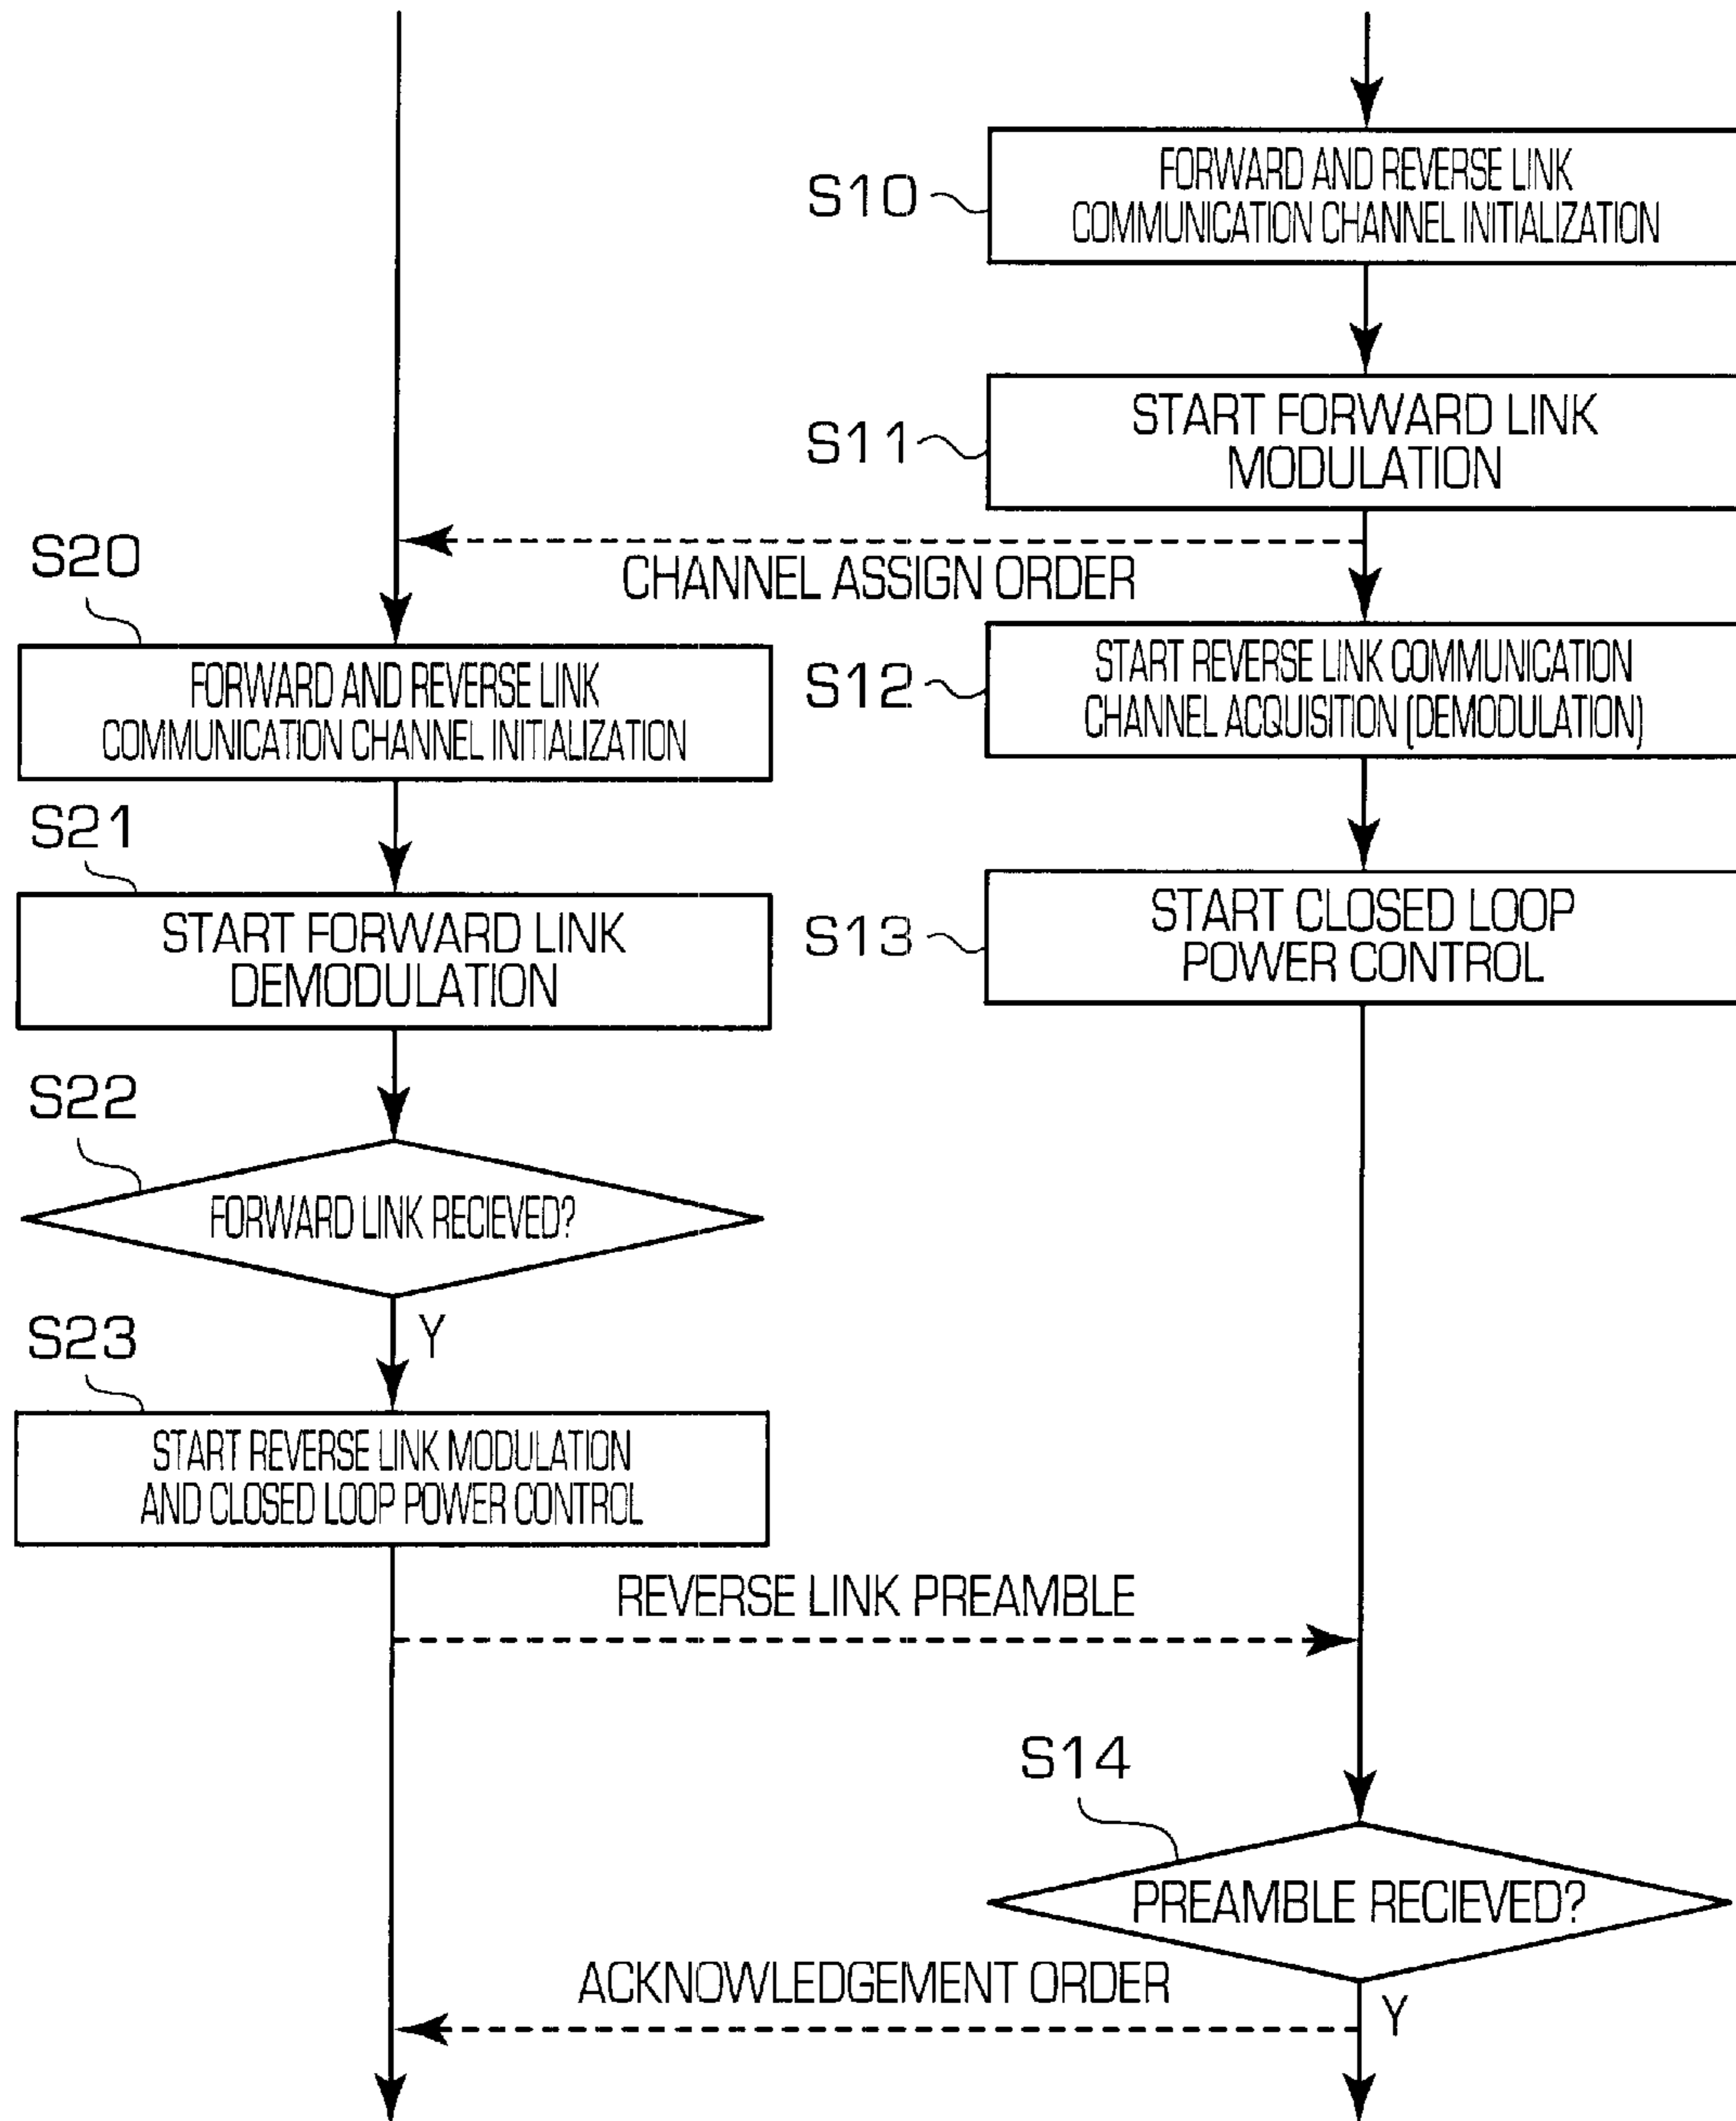 S10
FORWARD AND REVERSE LINK
COMMUNICATION CHANNEL INITIALIZATION
S11
START FORWARD LINK
MODULATION
CHANNEL ASSIGN ORDER
S20
FORWARD AND REVERSE LINK
COMMUNICATION CHANNEL INITIALIZATION
S12
START REVERSE LINK COMMUNICATION
CHANNEL ACQUISITION (DEMODULATION)
S21
START FORWARD LINK
DEMODULATION
S13
START CLOSED LOOP
POWER CONTROL
S22
FORWARD LINK RECIEVED?
Y
S23
START REVERSE LINK MODULATION
AND CLOSED LOOP POWER CONTROL
REVERSE LINK PREAMBLE
S14
PREAMBLE RECIEVED?
ACKNOWLEDGEMENT ORDER
Y